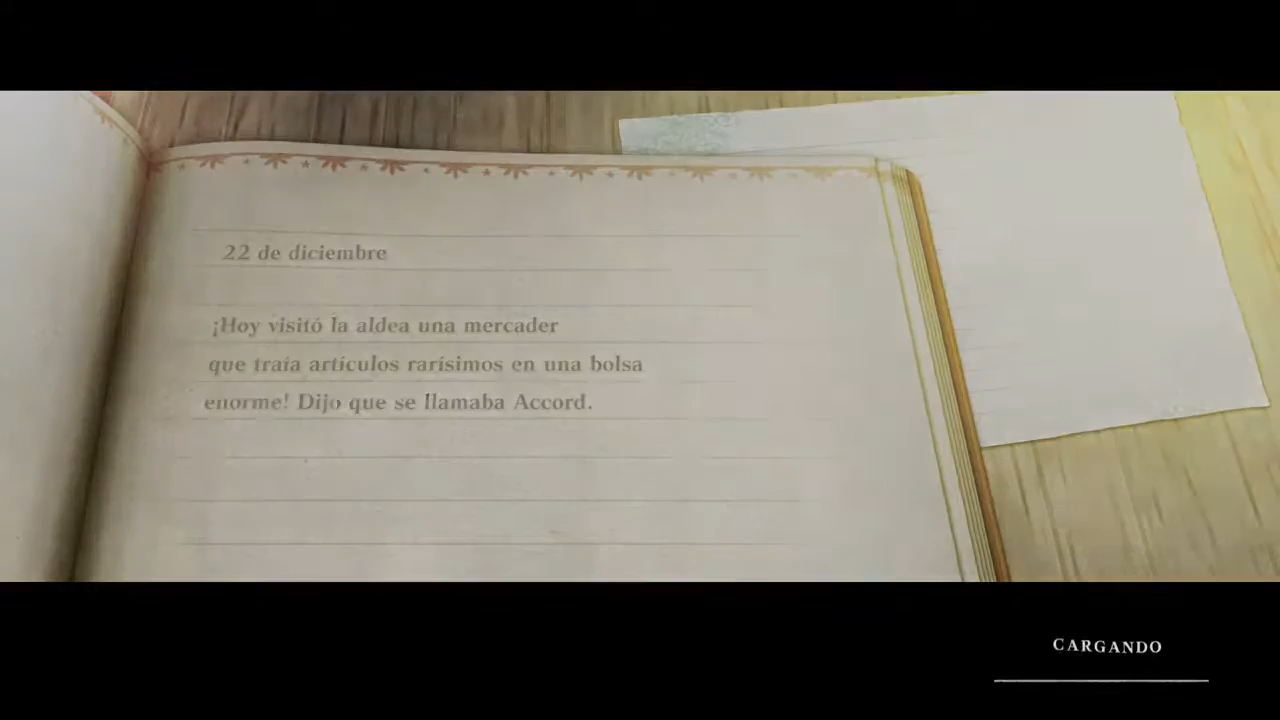 22 de diciembre
¡Hoy visitó la aldea una mercader
que traía artículos rarísimos en una bolsa
enorme! Dijo que se llamaba Accord.
CARGANDO